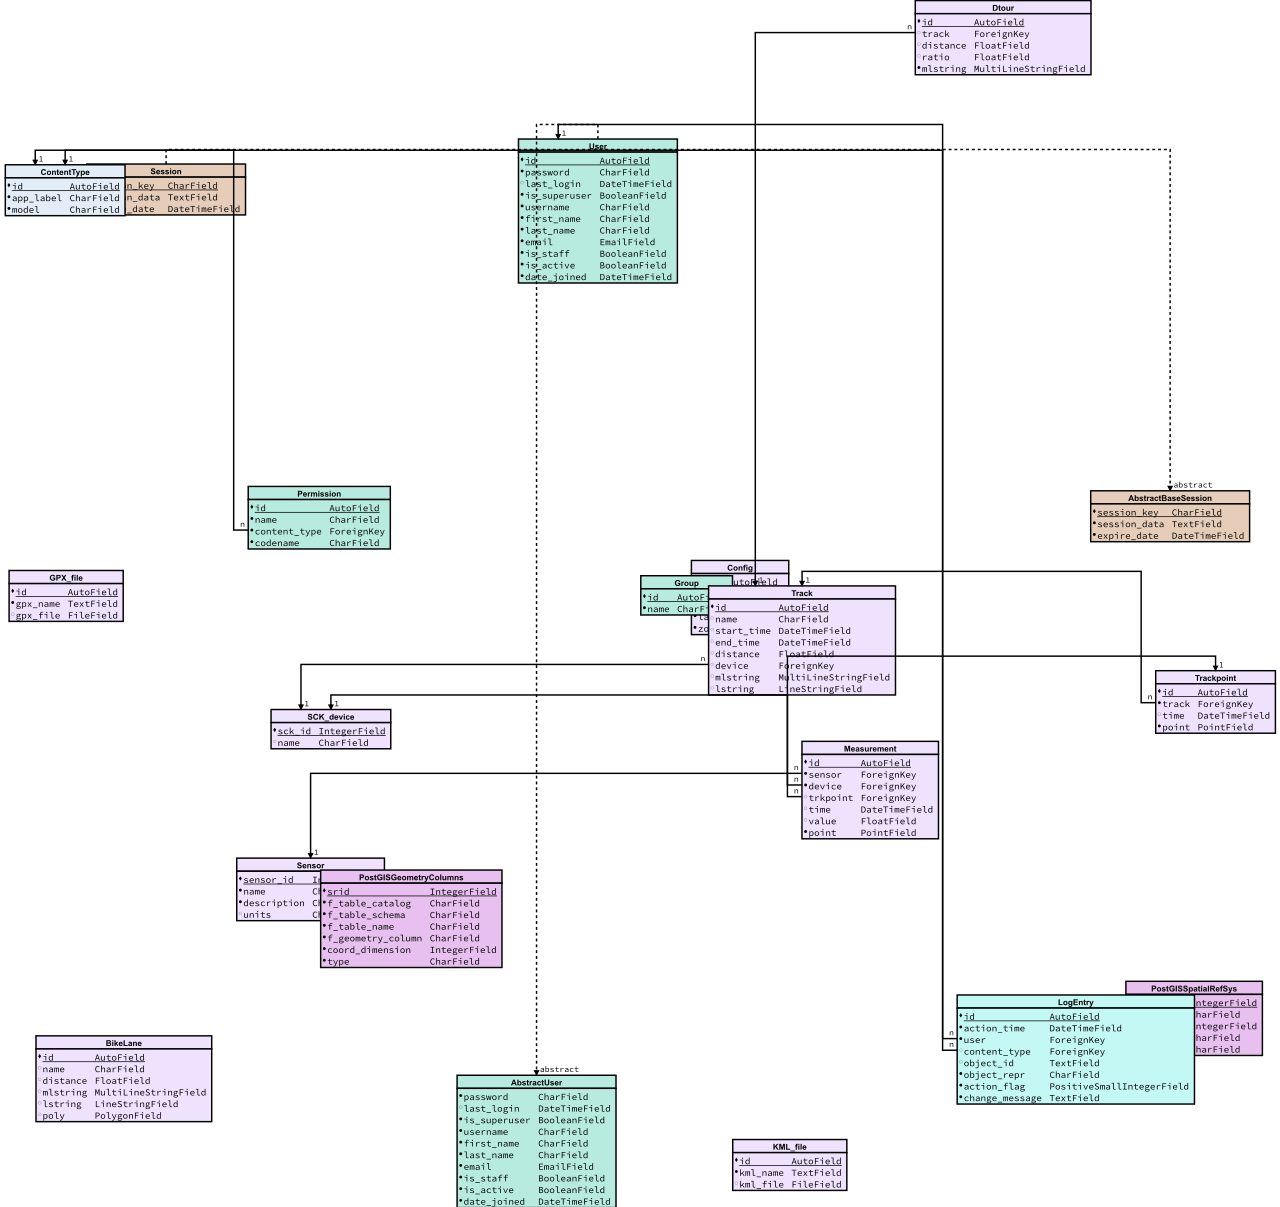 Dtour
id AutoField
n
track ForeignKey
distance FloatField
ratio FloatField
mlstring MultiLineStringField
1
User
id AutoField
password CharField
last_login DateTimeField
is_superuser BooleanField
username CharField
first_name CharField
last_name CharField
email EmailField
is_staff BooleanField
is_active BooleanField
date_joined DateTimeField
1 1
ContentType
id AutoField
app_label CharField
model CharField
Session
n_key CharField
n_data TextField
_date DateTimeField
Permission
id AutoField
name CharField
n
content_type ForeignKey
codename CharField
abstract
AbstractBaseSession
session_key CharField
session_data TextField
expire_date DateTimeField
GPX_file
id AutoField
gpx_name TextField
gpx_file FileField
Config
utoField
Group
id AutoF
name CharF
zo
1
Track
id AutoField
name CharField
start_time DateTimeField
end_time DateTimeField
distance FloatField
n
device ForeignKey
mlstring MultiLineStringField
lstring LineStringField
1
Trackpoint
id AutoField
n
track ForeignKey
time DateTimeField
point PointField
1 1
SCK_device
sck_id IntegerField
name CharField
Measurement
id AutoField
n
sensor ForeignKey
n
device ForeignKey
n
trkpoint ForeignKey
time DateTimeField
value FloatField
point PointField
1
Sensor
sensor_id
name
description
units
PostGISGeometryColumns
srid IntegerField
f_table_catalog CharField
f_table_schema CharField
f_table_name CharField
f_geometry_column CharField
coord_dimension IntegerField
type CharField
PostGISSpatialRefSys
ntegerField
harField
ntegerField
harField
harField
LogEntry
id AutoField
action_time DateTimeField
n
user ForeignKey
n
content_type ForeignKey
object_id TextField
object_repr CharField
action_flag PositiveSmallIntegerField
change_message TextField
BikeLane
id AutoField
name CharField
distance FloatField
mlstring MultiLineStringField
lstring LineStringField
poly PolygonField
abstract
AbstractUser
password CharField
last_login DateTimeField
is_superuser BooleanField
username CharField
first_name CharField
last_name CharField
email EmailField
is_staff BooleanField
is_active BooleanField
date_joined DateTimeField
KML_file
id AutoField
kml_name TextField
kml_file FileField